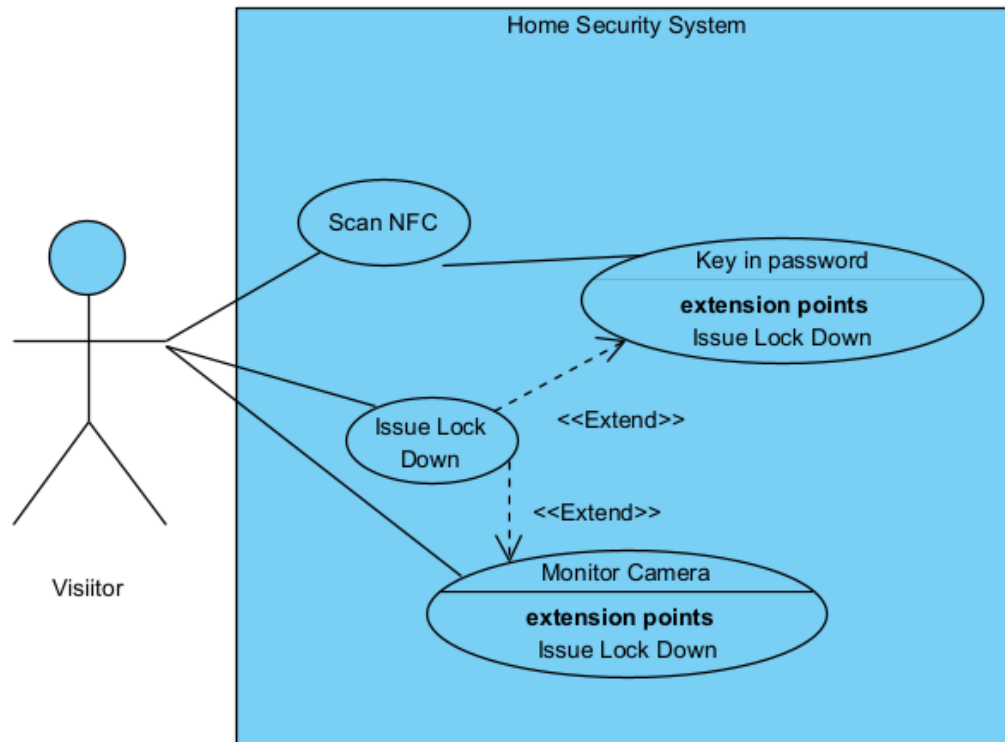 Home Security System
Scan NFC
Key in password
extension points
Issue Lock Down
Issue Lock
Down
<<Extend>>
<<Extend>>
Visiitor
Monitor Camera
extension points
Issue Lock Down